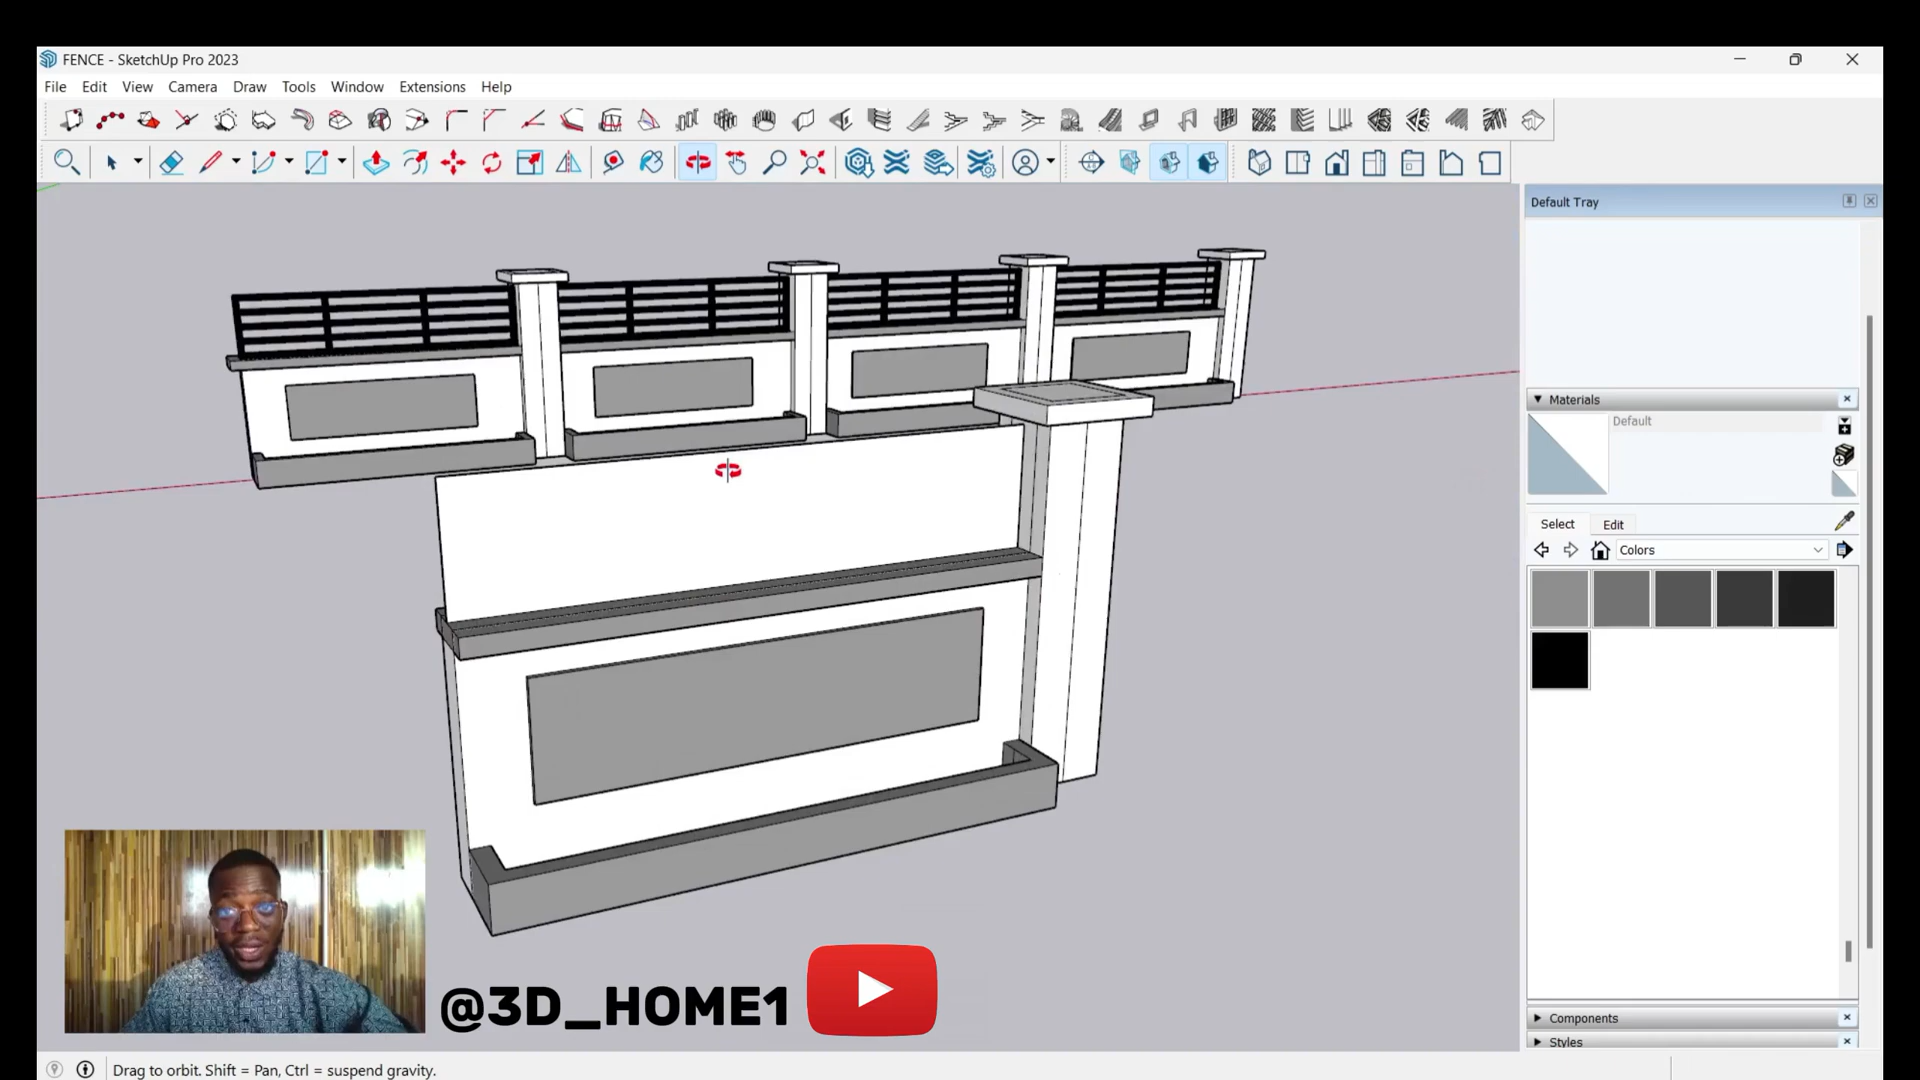 FENCE - SketchUp Pro 2023
File Edit View Camera Draw Tools Window Extensions Help
Default Tray
Materials
Default
Select Edit
Colors
@3D_HOME1
Components
Styles
Drag to orbit. Shift = Pan, Ctrl = suspend gravity.